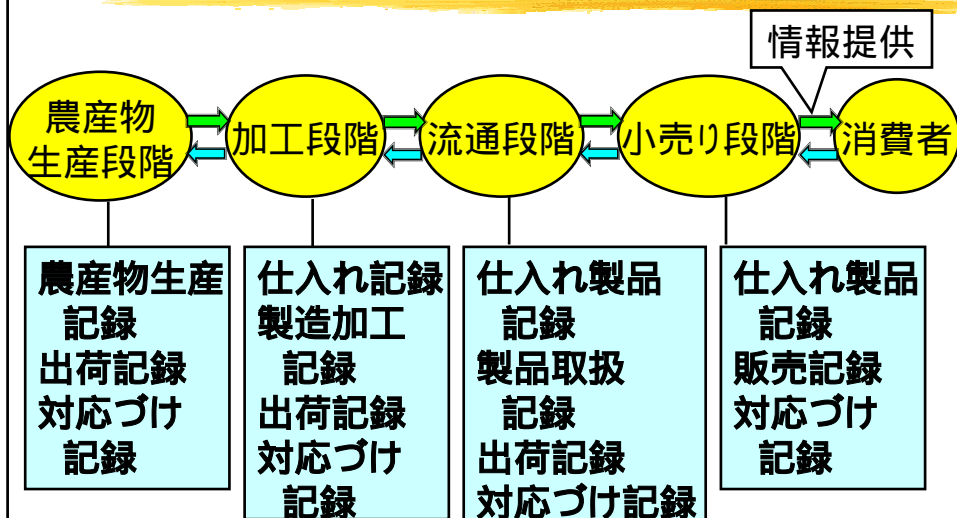 情報提供
農産物
生産段階
加工段階
流通段階
小売り段階
消費者
農産物生産
記録
出荷記録
対応づけ
記録
仕入れ記録
製造加工
記録
出荷記録
対応づけ
記録
仕入れ製品
記録
製品取扱
記録
出荷記録
対応づけ記録
仕入れ製品
記録
販売記録
対応づけ
記録